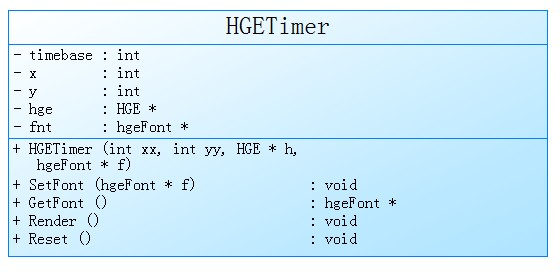 HGETimer
- timebase : int
- x : int
- y : int
- hge : HGE *
- fnt : hgeFont *
+ HGETimer (int xx, int yy, HGE * h,
hgeFont * f)
+ SetFont (hgeFont * f) : void
+ GetFont () : hgeFont *
+ Render () : void
+ Reset () : void